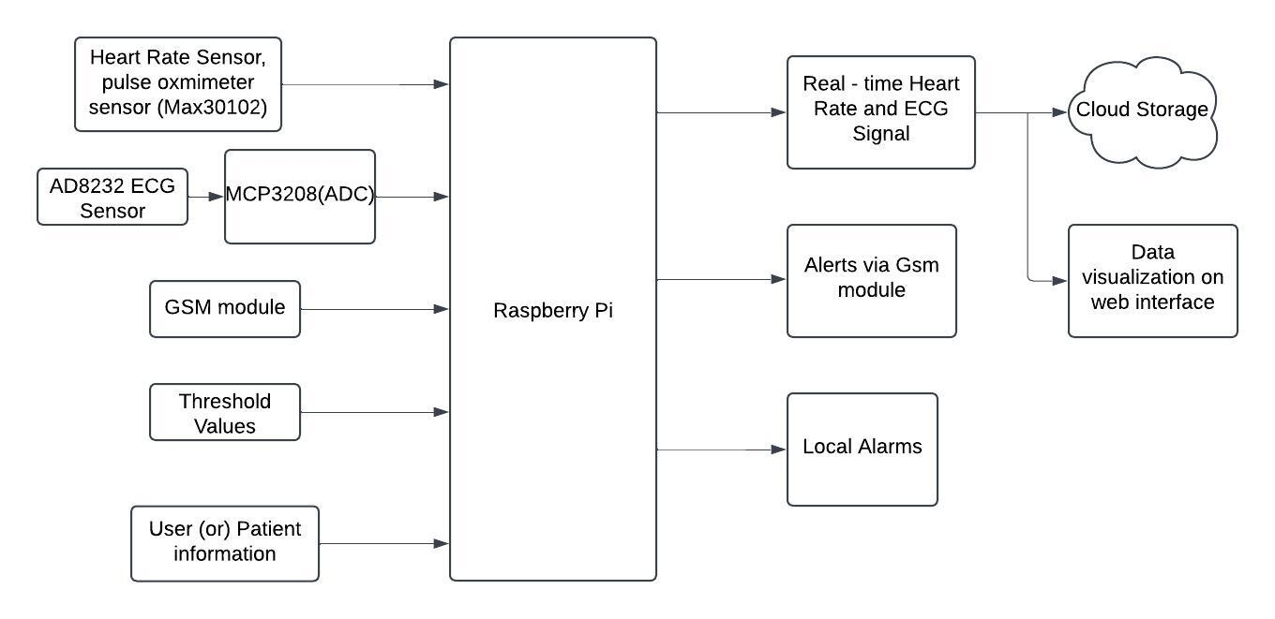 Heart Rate Sensor,
pulse oxmimeter
sensor (Max30102)
AD8232 ECG
Sensor
MCP3208(ADC)
GSM module
Threshold
Values
User (or) Patient
information
Raspberry Pi
Real - time Heart
Rate and ECG
Signal
Cloud Storage
Alerts via Gsm
module
Data
visualization on
web interface
Local Alarms